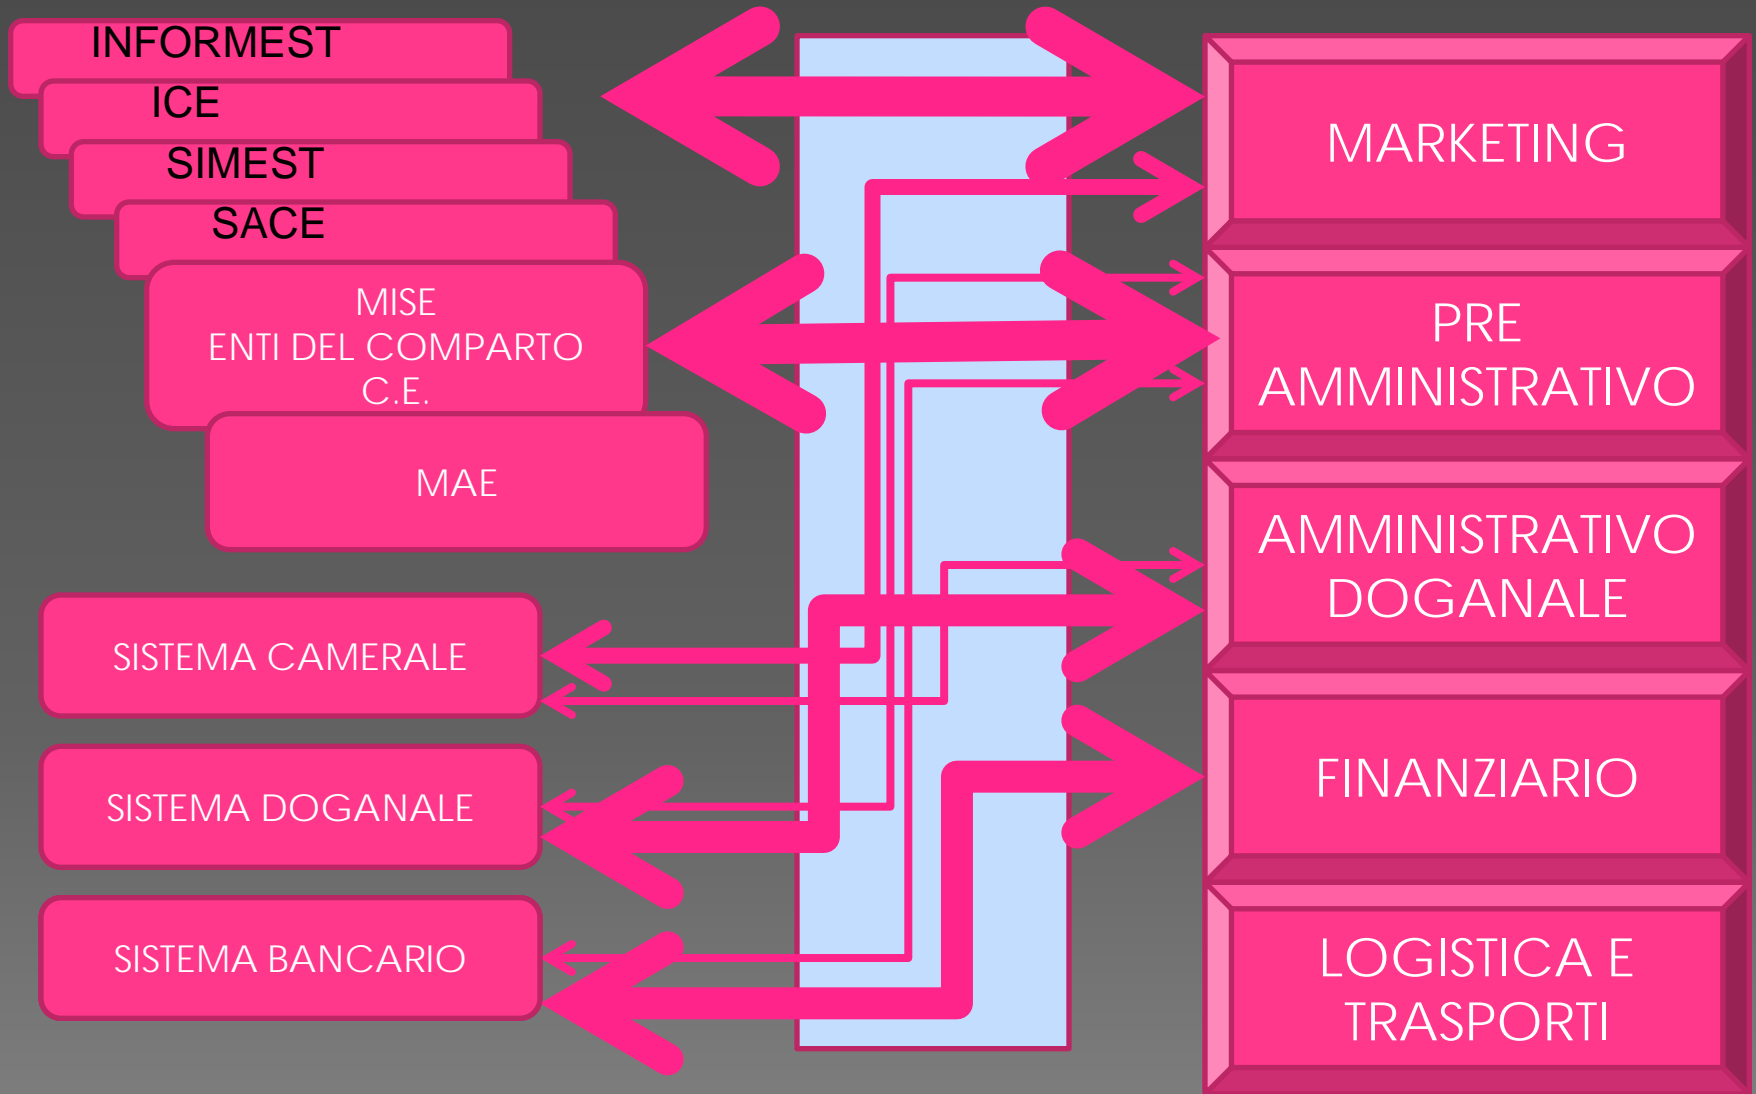 INFORMEST
ICE
SIMEST
SACE
MISE
ENTI DEL COMPARTO
C.E.
MAE
SISTEMA CAMERALE
SISTEMA DOGANALE
SISTEMA BANCARIO
MARKETING
PRE
AMMINISTRATIVO
AMMINISTRATIVO
DOGANALE
FINANZIARIO
LOGISTICA E
TRASPORTI